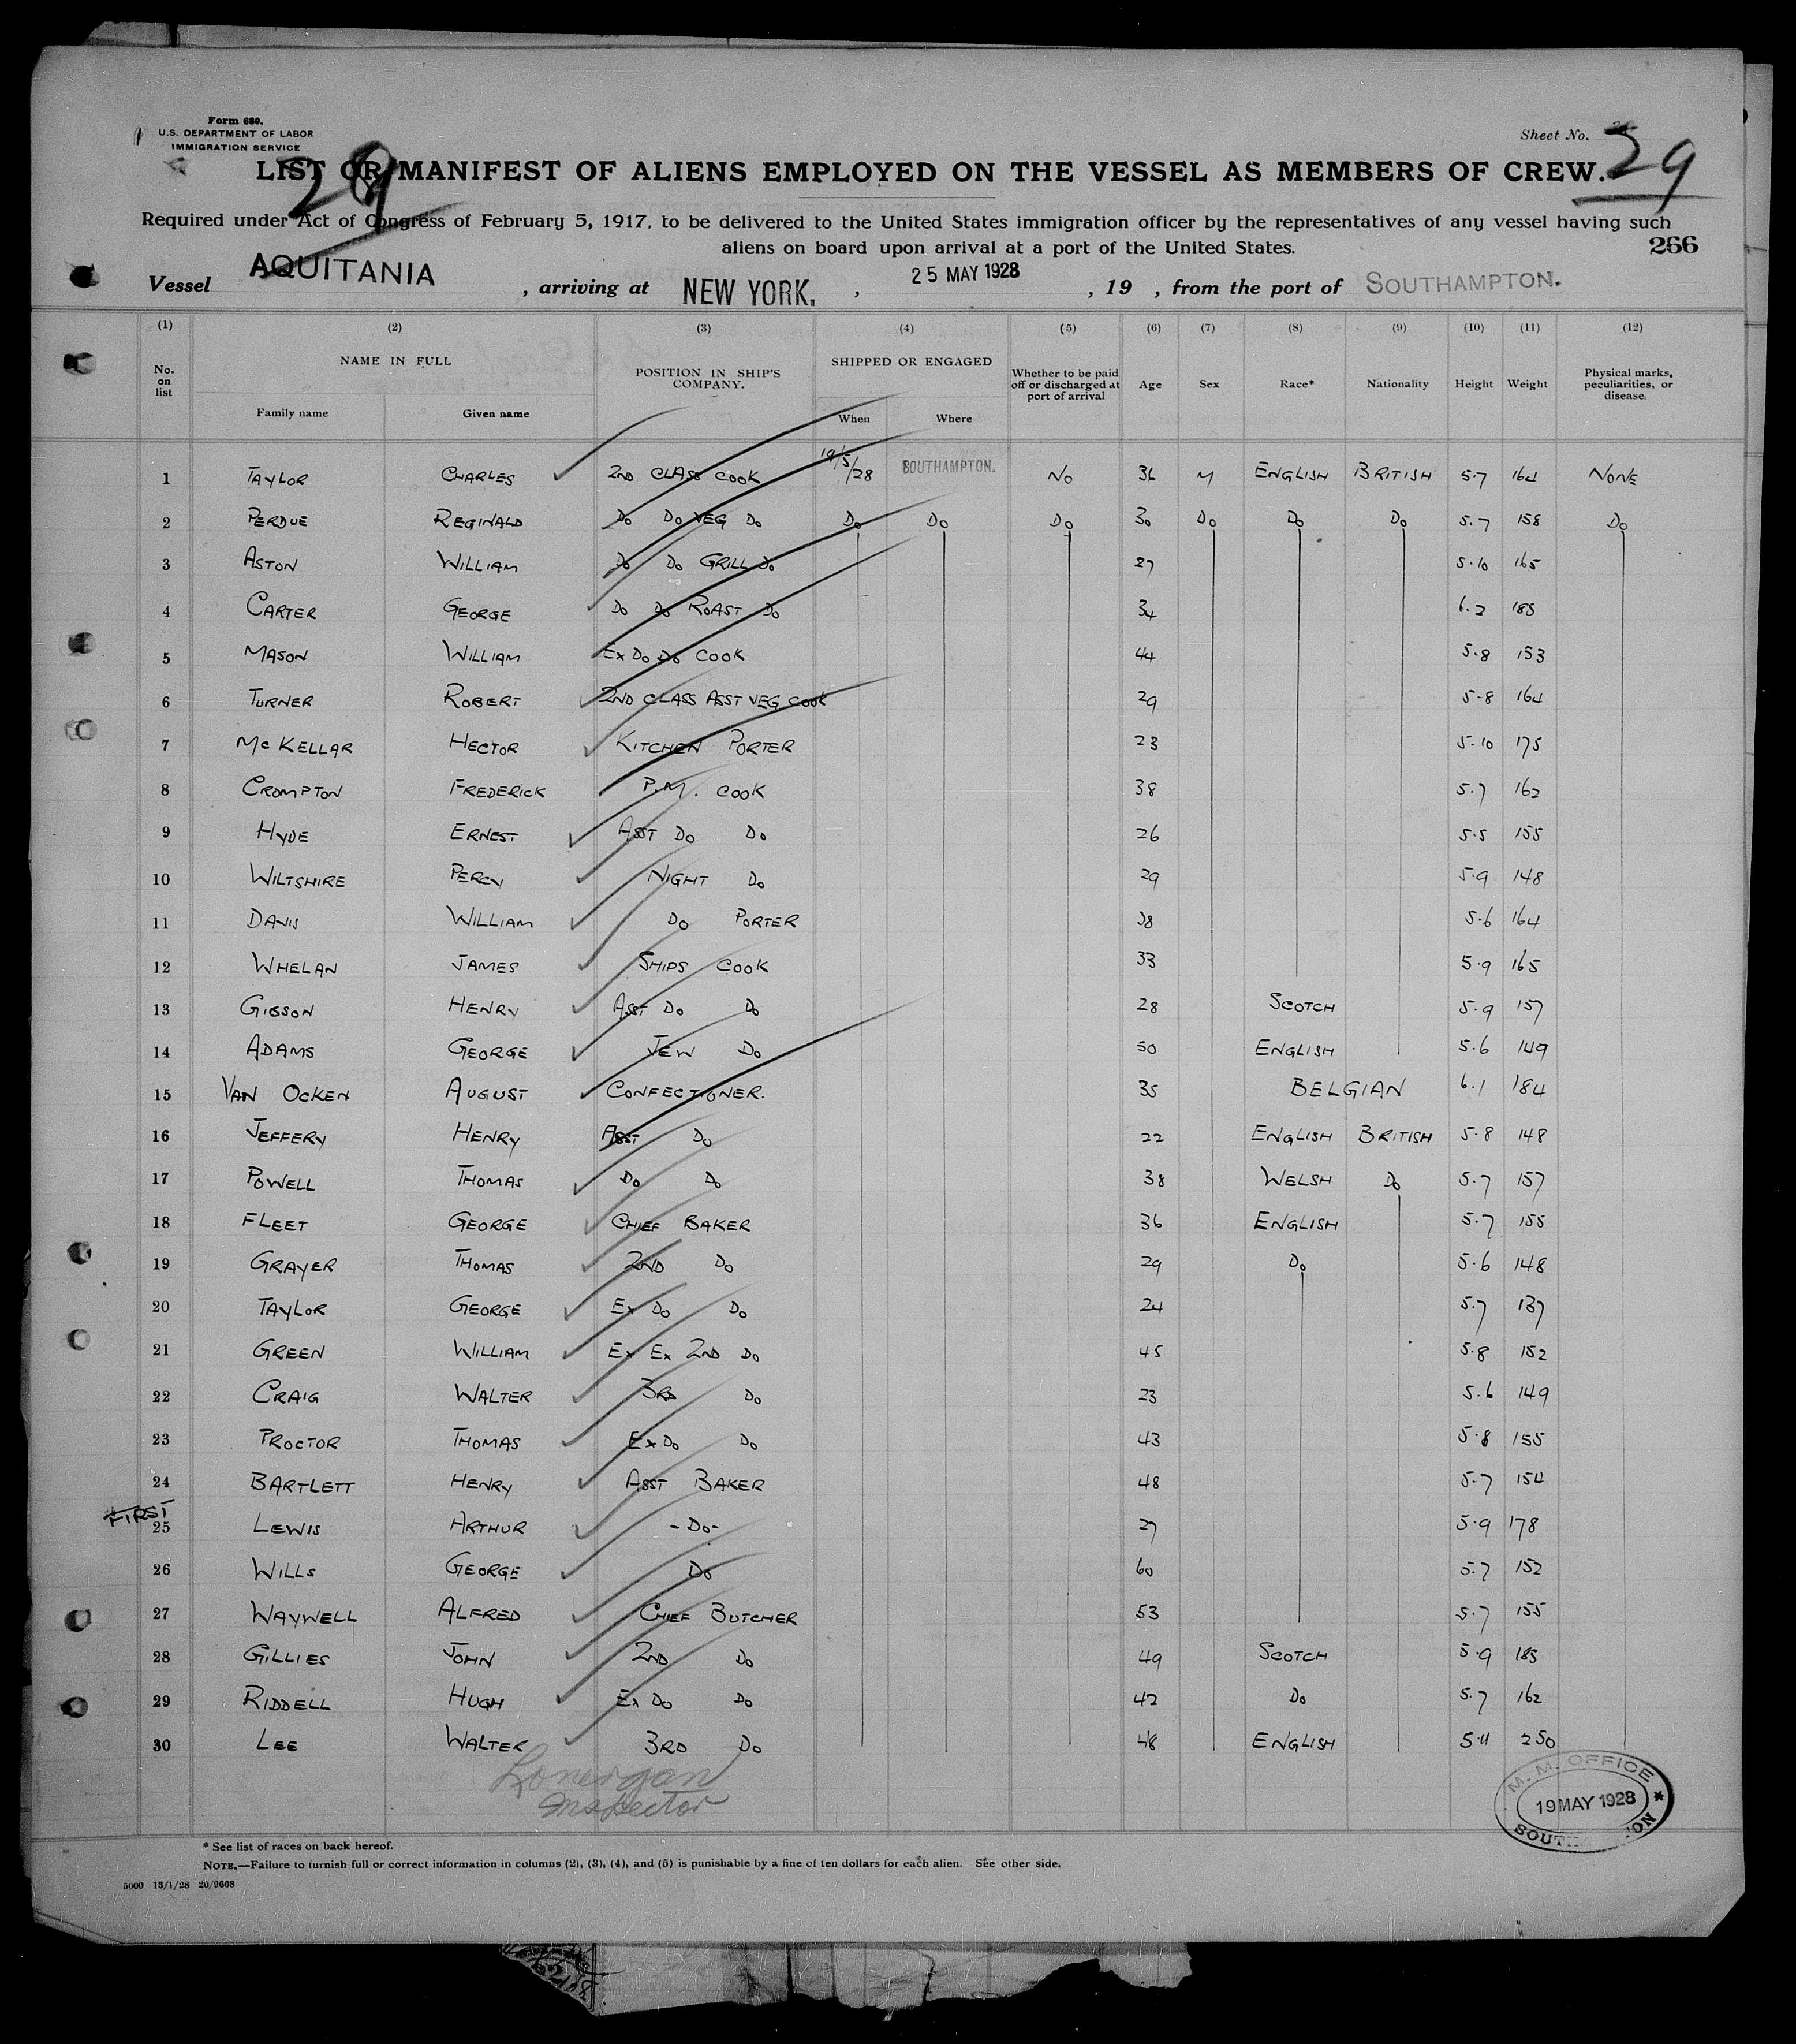 Form 680.
U.S. DEPARTMENT OF LABOR
IMMIGRATION SERVICE
Sheet No. 29
29
LIST OR MANIFEST OF ALIENS EMPLOYED ON THE VESSEL AS MEMBERS OF CREW.
Required under Act of Congress of February 5, 1917, to be delivered to the United States immigration officer by the representatives of any vessel having such
aliens on board upon arrival at a port of the United States.
266
Vessel AQUITANIA, arriving at NEW YORK., 25 MAY 1928, 19 , from the port of SOUTHAMPTON.
(1) (2) (3) (4) (5) (6) (7) (8) (9) (10) (11) (12)
No. on list NAME IN FULL POSITION IN SHIP'S COMPANY. SHIPPED OR ENGAGED Whether to be paid off or discharged at port of arrival Age Sex Race* Nationality Height Weight Physical marks, peculiarities, or disease.
Family name Given name When Where
1 TAYLOR CHARLES 2ND CLASS COOK 19/5/28 SOUTHAMPTON. NO 36 M ENGLISH BRITISH 5.7 164 NONE
2 PERDUE REGINALD DO DO VEG DO DO DO DO 30 DO DO DO 5.7 158 DO
3 ASTON WILLIAM DO DO GRILL DO 27 5.10 165
4 CARTER GEORGE DO DO ROAST DO 34 6.2 185
5 MASON WILLIAM EX DO DO COOK 44 5.8 153
6 TURNER ROBERT 2ND CLASS ASST VEG COOK 29 5.8 164
7 MC KELLAR HECTOR KITCHEN PORTER 23 5.10 175
8 CROMPTON FREDERICK P.M. COOK 38 5.7 162
9 HYDE ERNEST ASST DO DO 26 5.5 155
10 WILTSHIRE PERCY NIGHT DO 29 5.9 148
11 DAVIS WILLIAM DO PORTER 38 5.6 164
12 WHELAN JAMES SHIPS COOK 33 5.9 165
13 GIBSON HENRY ASST DO DO 28 SCOTCH 5.9 157
14 ADAMS GEORGE JEW DO 50 ENGLISH 5.6 149
15 VAN OCKEN AUGUST CONFECTIONER. 35 BELGIAN 6.1 184
16 JEFFERY HENRY ASST DO 22 ENGLISH BRITISH 5.8 148
17 POWELL THOMAS DO DO 38 WELSH DO 5.7 157
18 FLEET GEORGE CHIEF BAKER 36 ENGLISH 5.7 155
19 GRAYER THOMAS 2ND DO 29 DO 5.6 148
20 TAYLOR GEORGE EX DO DO 24 5.7 137
21 GREEN WILLIAM EX EX 2ND DO 45 5.8 152
22 CRAIG WALTER 3RD DO 23 5.6 149
23 PROCTOR THOMAS EX DO DO 43 5.8 155
24 BARTLETT HENRY ASST BAKER 48 5.7 154
FIRST
25 LEWIS ARTHUR -DO- 27 5.9 178
26 WILLS GEORGE DO 60 5.7 152
27 WAYWELL ALFRED CHIEF BUTCHER 53 5.7 155
28 GILLIES JOHN 2ND DO 49 SCOTCH 5.9 185
29 RIDDELL HUGH EX DO DO 42 DO 5.7 162
30 LEE WALTER 3RD DO 48 ENGLISH 5.11 250
Lonergan
Inspector
M. M. OFFICE
19 MAY 1928
* See list of races on back hereof.
NOTE.—Failure to furnish full or correct information in columns (2), (3), (4), and (5) is punishable by a fine of ten dollars for each alien. See other side.
5000 13/1/28 20/9668